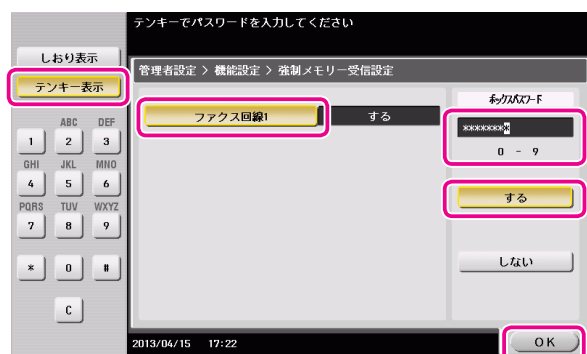 テンキーでパスワードを入力してください
しおり表示
テンキー表示
管理者設定 > 機能設定 > 強制メモリー受信設定
ファクス回線1
する
ボックスパスワード
********
0 - 9
する
しない
ABC DEF
1 2 3
GHI JKL MNO
4 5 6
PQRS TUV WXYZ
7 8 9
* 0 #
C
2013/04/15 17:22
OK